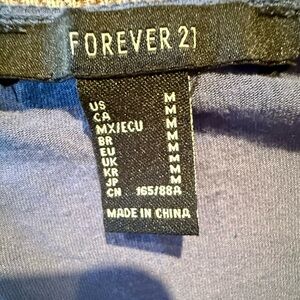 FOREVER 21
US M
CA M
MX/ECU M
BR M
EU M
UK M
KR M
JP M
CN 165/88A
MADE IN CHINA